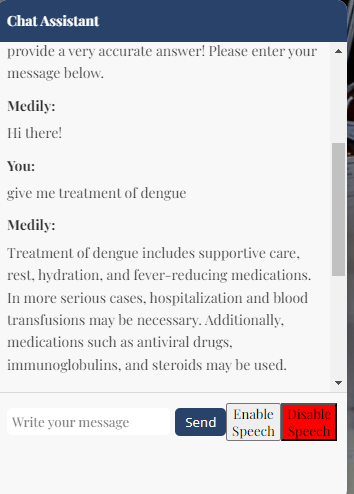 Chat Assistant
provide a very accurate answer! Please enter your
message below.
Medily:
Hi there!
You:
give me treatment of dengue
Medily:
Treatment of dengue includes supportive care,
rest, hydration, and fever-reducing medications.
In more serious cases, hospitalization and blood
transfusions may be necessary. Additionally,
medications such as antiviral drugs,
immunoglobulins, and steroids may be used.
Write your message
Send
Enable
Speech
Disable
Speech